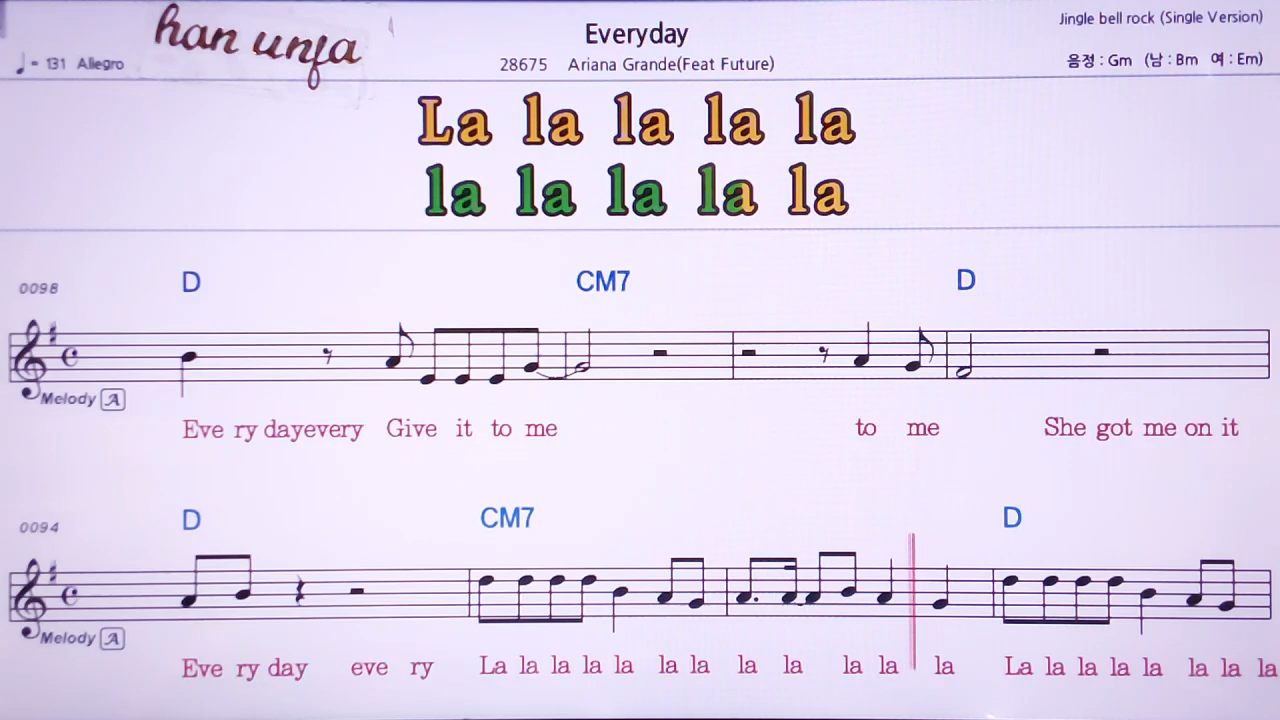 han unfa
Everyday
Jingle bell rock (Single Version)
♩= 131 Allegro
28675 Ariana Grande(Feat Future)
음정 : Gm (남 : Bm 여 : Em)
La la la la la
la la la la la
0098 D CM7 D
Melody A
Eve ry dayevery Give it to me to me She got me on it
0094 D CM7 D
Melody A
Eve ry day eve ry La la la la la la la la la la la la La la la la la la la la